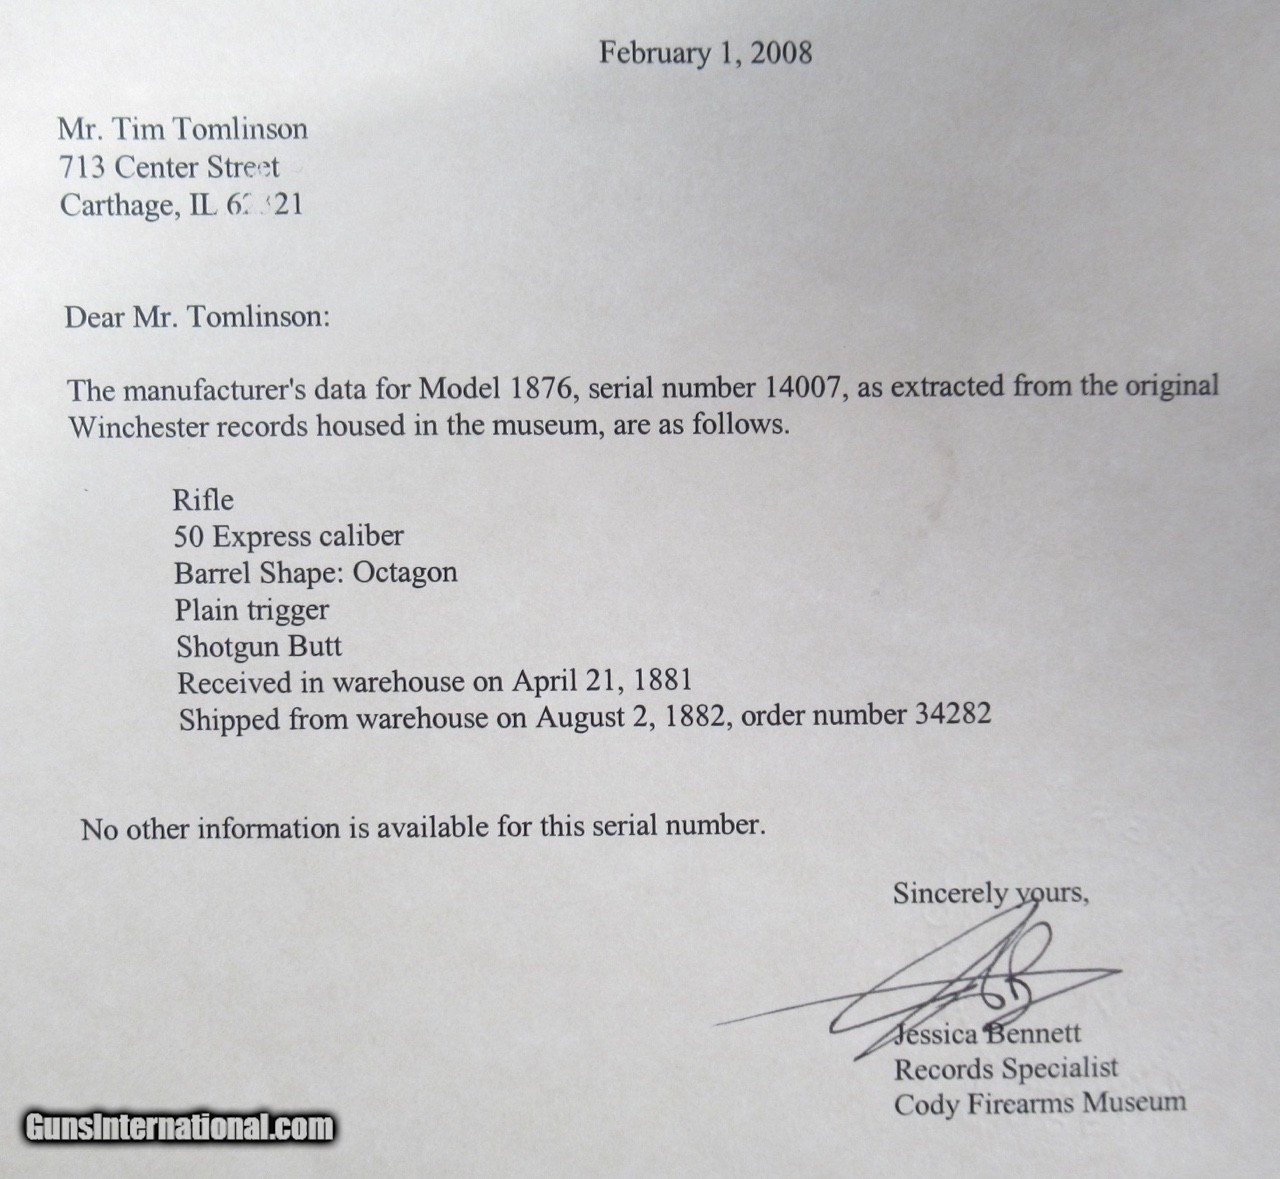 February 1, 2008
Mr. Tim Tomlinson
713 Center Street
Carthage, IL
Dear Mr. Tomlinson:
The manufacturer's data for Model 1876, serial number 14007, as extracted from the original
Winchester records housed in the museum, are as follows.
Rifle
50 Express caliber
Barrel Shape: Octagon
Plain trigger
Shotgun Butt
Received in warehouse on April 21, 1881
Shipped from warehouse on August 2, 1882, order number 34282
No other information is available for this serial number.
Sincerely yours,
Jessica Bennett
Records Specialist
Cody Firearms Museum
GunsInternational.com